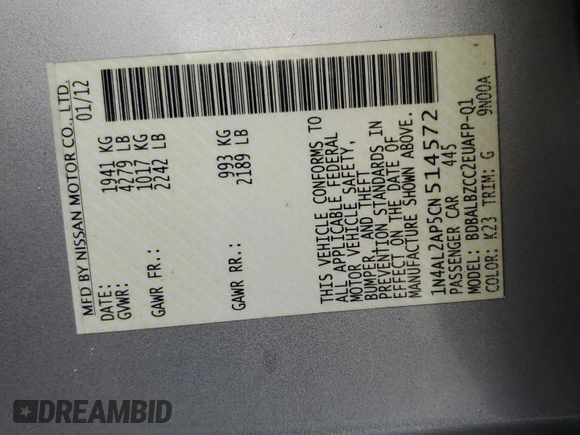 MFD BY NISSAN MOTOR CO., LTD.
DATE: 01/12
GVWR: 1941 KG
4279 LB
GAWR FR.: 1017 KG
2242 LB
GAWR RR.: 993 KG
2189 LB
THIS VEHICLE CONFORMS TO
ALL APPLICABLE FEDERAL
MOTOR VEHICLE SAFETY,
BUMPER, AND THEFT
PREVENTION STANDARDS IN
EFFECT ON THE DATE OF
MANUFACTURE SHOWN ABOVE.
1N4AL2AP5CN514572
PASSENGER CAR 445
MODEL: BDBALBZCC2EUAFP-Q1
COLOR: K23 TRIM: G 9N00A
DREAMBID